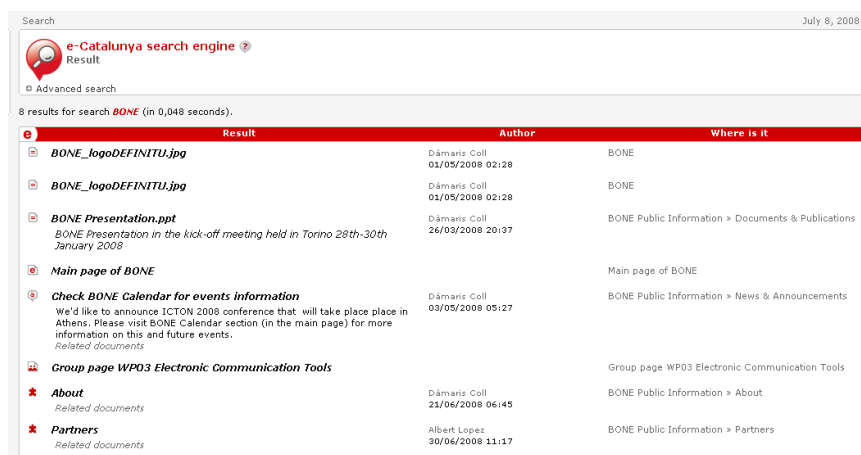 Search July 8, 2008
e-Catalunya search engine ?
Result
Advanced search
8 results for search BONE (in 0,048 seconds).
e Result Author Where is it
BONE_logoDEFINITU.jpg Dàmaris Coll BONE
01/05/2008 02:28
BONE_logoDEFINITU.jpg Dàmaris Coll BONE
01/05/2008 02:28
BONE Presentation.ppt Dàmaris Coll BONE Public Information » Documents & Publications
BONE Presentation in the kick-off meeting held in Torino 28th-30th 26/03/2008 20:37
January 2008
Main page of BONE Main page of BONE
Check BONE Calendar for events information Dàmaris Coll BONE Public Information » News & Announcements
We'd like to announce ICTON 2008 conference that will take place place in 03/05/2008 05:27
Athens. Please visit BONE Calendar section (in the main page) for more
information on this and future events.
Related documents
Group page WP03 Electronic Communication Tools Group page WP03 Electronic Communication Tools
About Dàmaris Coll BONE Public Information » About
Related documents 21/06/2008 06:45
Partners Albert Lopez BONE Public Information » Partners
Related documents 30/06/2008 11:17